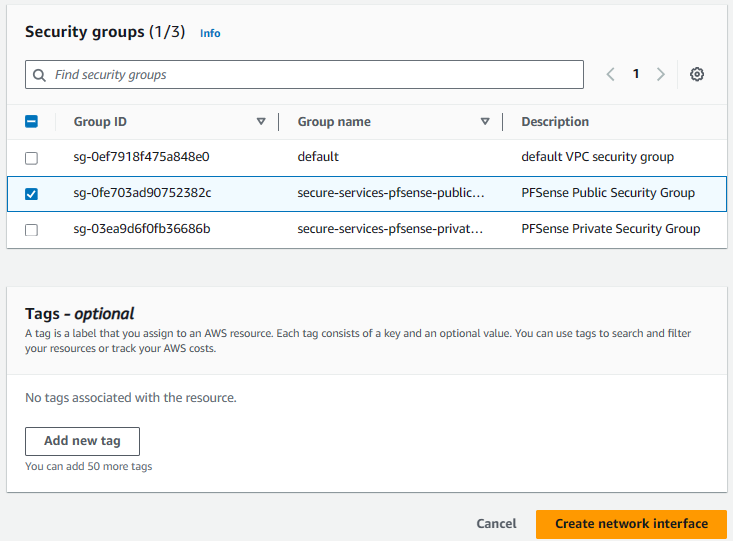 Security groups (1/3) Info
Find security groups
1
Group ID Group name Description
sg-0ef7918f475a848e0 default default VPC security group
sg-0fe703ad90752382c secure-services-pfsense-public... PFSense Public Security Group
sg-03ea9d6f0fb36686b secure-services-pfsense-privat... PFSense Private Security Group
Tags - optional
A tag is a label that you assign to an AWS resource. Each tag consists of a key and an optional value. You can use tags to search and filter
your resources or track your AWS costs.
No tags associated with the resource.
Add new tag
You can add 50 more tags
Cancel Create network interface